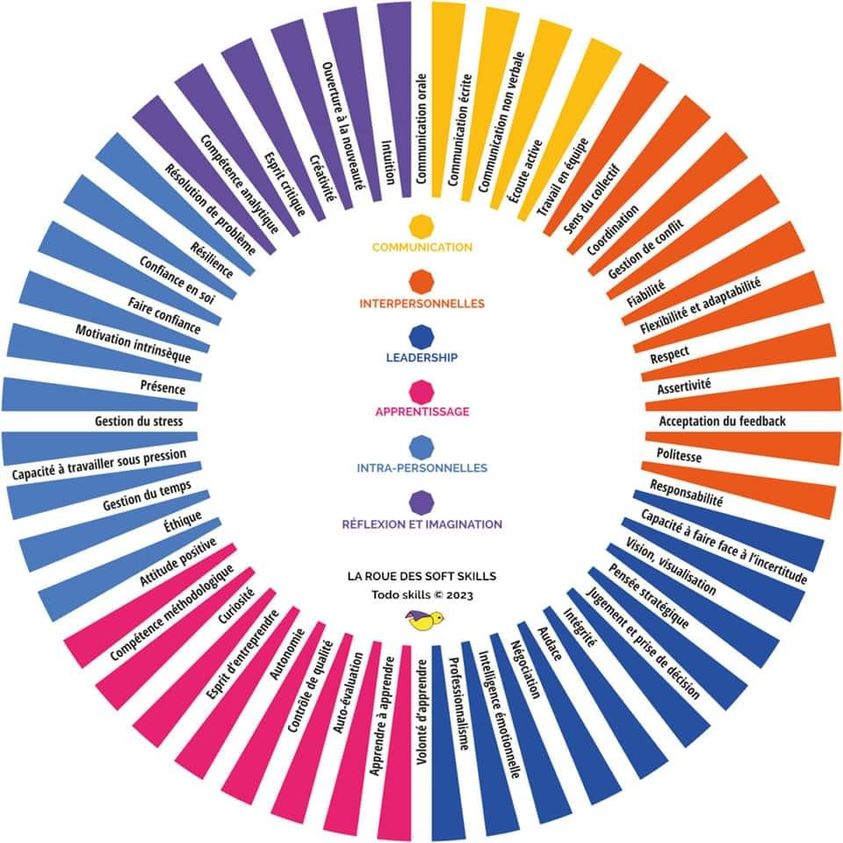 Communication orale
Communication écrite
Communication non verbale
Écoute active
Travail en équipe
Sens du collectif
Coordination
Gestion de conflit
Fiabilité
Flexibilité et adaptabilité
Respect
Assertivité
Acceptation du feedback
Politesse
Responsabilité
Capacité à faire face à l'incertitude
Vision, visualisation
Pensée stratégique
Jugement et prise de décision
Intégrité
Audace
Négociation
Intelligence émotionnelle
Professionnalisme
Volonté d'apprendre
Apprendre à apprendre
Auto-évaluation
Contrôle de qualité
Autonomie
Esprit d'entreprendre
Curiosité
Compétence méthodologique
Attitude positive
Éthique
Gestion du temps
Capacité à travailler sous pression
Gestion du stress
Présence
Motivation intrinsèque
Faire confiance
Confiance en soi
Résilience
Résolution de problème
Compétence analytique
Esprit critique
Créativité
Ouverture à la nouveauté
Intuition
COMMUNICATION
INTERPERSONNELLES
LEADERSHIP
APPRENTISSAGE
INTRA-PERSONNELLES
RÉFLEXION ET IMAGINATION
LA ROUE DES SOFT SKILLS
Todo skills © 2023